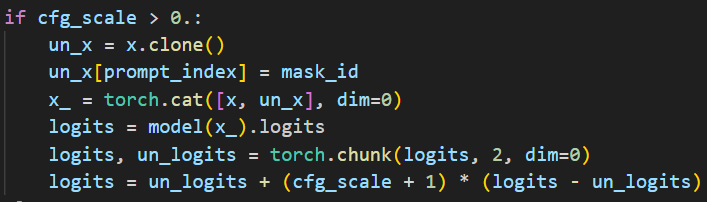 if cfg_scale > 0.:
    un_x = x.clone()
    un_x[prompt_index] = mask_id
    x_ = torch.cat([x, un_x], dim=0)
    logits = model(x_).logits
    logits, un_logits = torch.chunk(logits, 2, dim=0)
    logits = un_logits + (cfg_scale + 1) * (logits - un_logits)